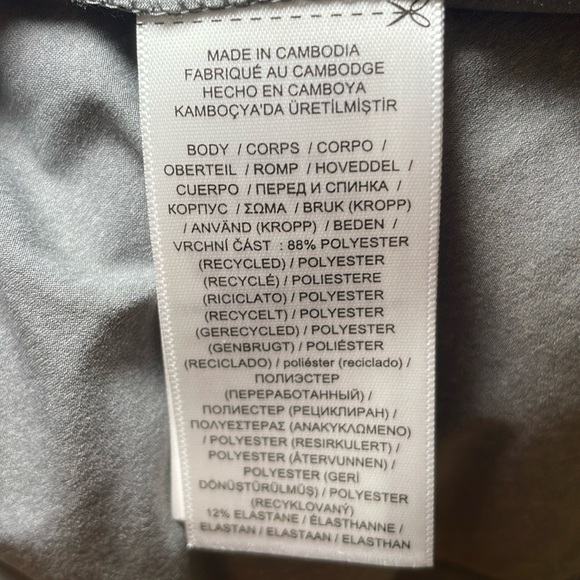 MADE IN CAMBODIA
FABRIQUÉ AU CAMBODGE
HECHO EN CAMBOYA
KAMBOÇYA'DA ÜRETİLMİŞTİR
BODY / CORPS / CORPO /
OBERTEIL / ROMP / HOVEDDEL /
CUERPO / ПЕРЕД И СПИНКА /
КОРПУС / ΣΩΜΑ / BRUK (KROPP)
/ ANVÄND (KROPP) / BEDEN /
VRCHNÍ ČÁST : 88% POLYESTER
(RECYCLED) / POLYESTER
(RECYCLÉ) / POLIESTERE
(RICICLATO) / POLYESTER
(RECYCELT) / POLYESTER
(GERECYCLED) / POLYESTER
(GENBRUGT) / POLIÉSTER
(RECICLADO) / poliéster (reciclado) /
ПОЛИЭСТЕР
(ПЕРЕРАБОТАННЫЙ) /
ПОЛИЕСТЕР (РЕЦИКЛИРАН) /
ΠΟΛΥΕΣΤΕΡΑΣ (ΑΝΑΚΥΚΛΩΜΕΝΟ)
/ POLYESTER (RESIRKULERT) /
POLYESTER (ÅTERVUNNEN) /
POLYESTER (GERİ
DÖNÜŞTÜRÜLMÜŞ) / POLYESTER
(RECYKLOVANÝ)
12% ELASTANE / ÉLASTHANNE /
ELASTAN / ELASTAAN / ELASTHAN